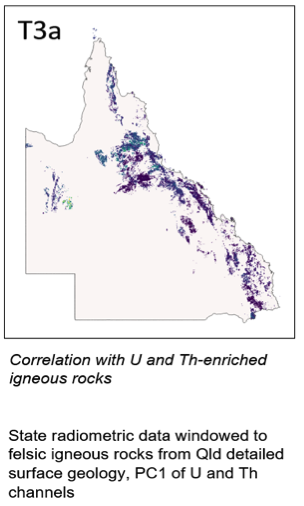 T3a
Correlation with U and Th-enriched
igneous rocks
State radiometric data windowed to
felsic igneous rocks from Qld detailed
surface geology, PC1 of U and Th
channels